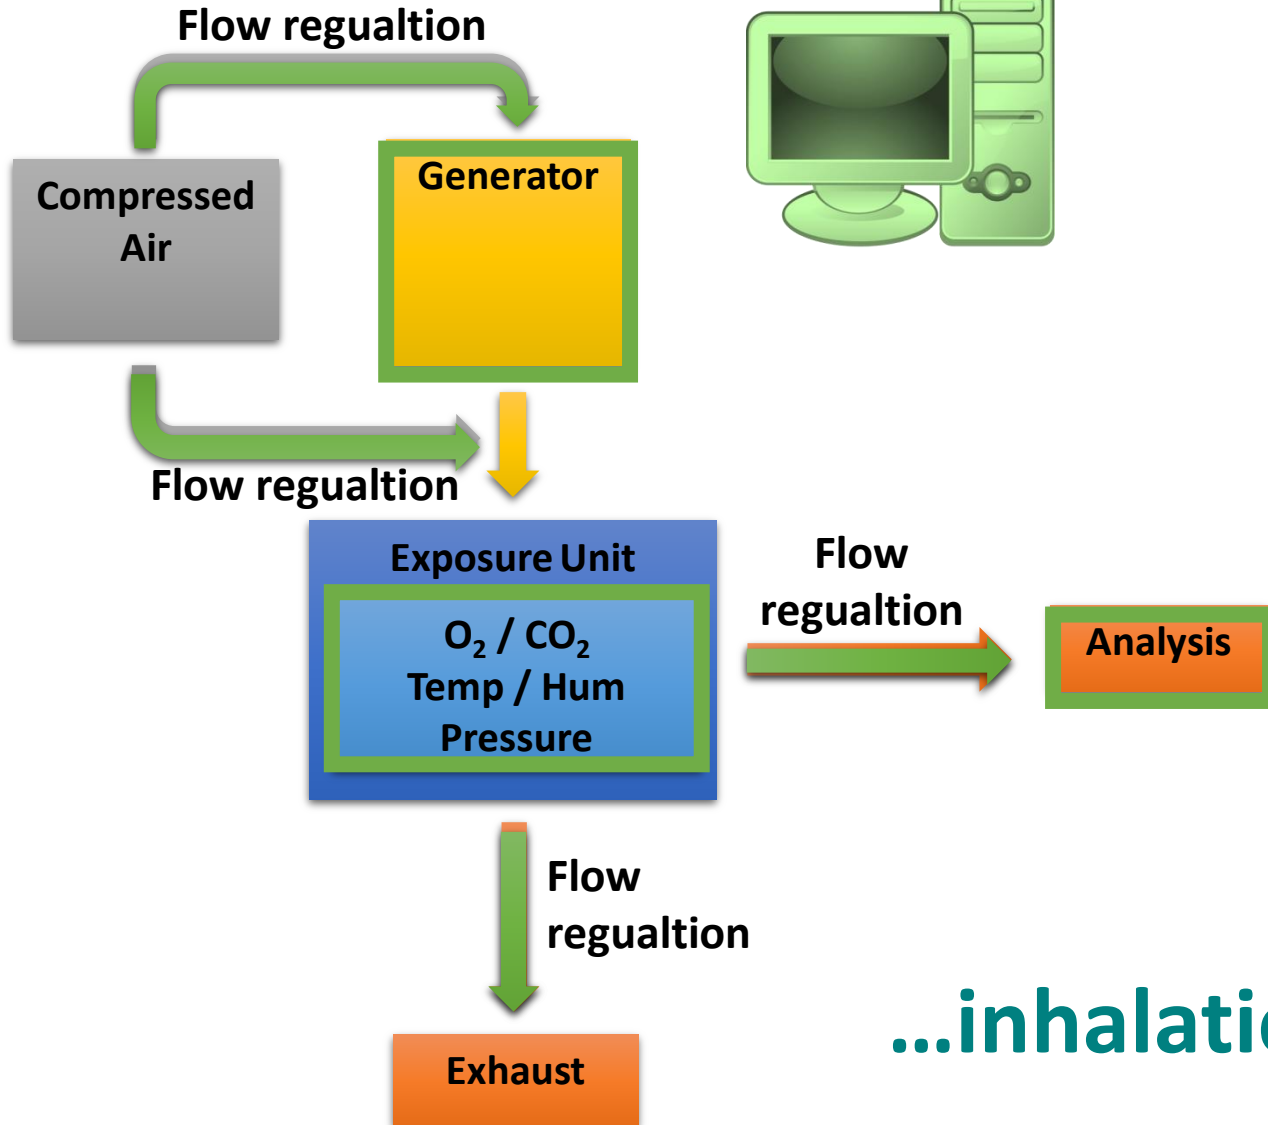 Flow regualtion
Compressed
Air
Generator
Flow regualtion
Exposure Unit
O₂ / CO₂
Temp / Hum
Pressure
Flow
regualtion
Analysis
Flow
regualtion
Exhaust